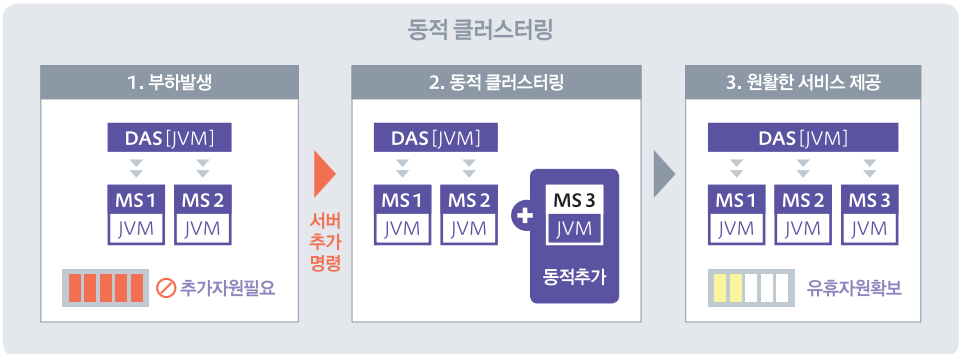 동적 클러스터링
1. 부하발생
DAS[JVM]
MS 1 MS 2
JVM JVM
추가자원필요
서버
추가
명령
2. 동적 클러스터링
DAS[JVM]
MS 1 MS 2 MS 3
JVM JVM JVM
동적추가
3. 원활한 서비스 제공
DAS[JVM]
MS 1 MS 2 MS 3
JVM JVM JVM
유휴자원확보